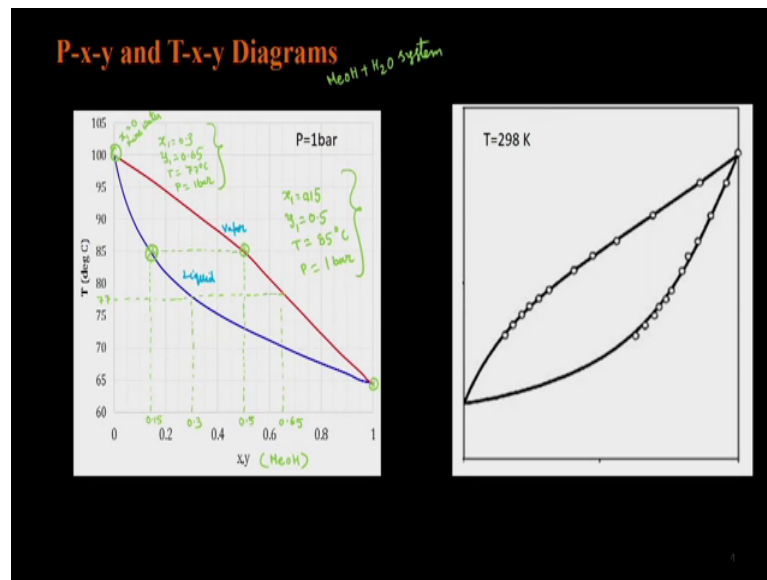 P-x-y and T-x-y Diagrams
MeOH + H2O system
P=1bar
T=298 K
105
100
95
90
85
80
77
75
70
65
60
T (deg C)
x1=0
pure water
x1=0.3
y1=0.65
T= 77°C
P= 1bar
x1=0.15
y1=0.5
T= 85°C
P= 1 bar
Vapor
Liquid
0.15
0.3
0.5
0.65
0
0.2
0.4
0.6
0.8
1
x,y (MeOH)
4